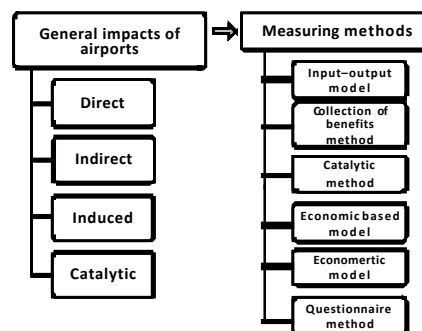 General impacts of
airports
Direct
Indirect
Induced
Catalytic
Measuring methods
Input–output
model
Collection of
benefits
method
Catalytic
method
Economic based
model
Econometric
model
Questionnaire
method